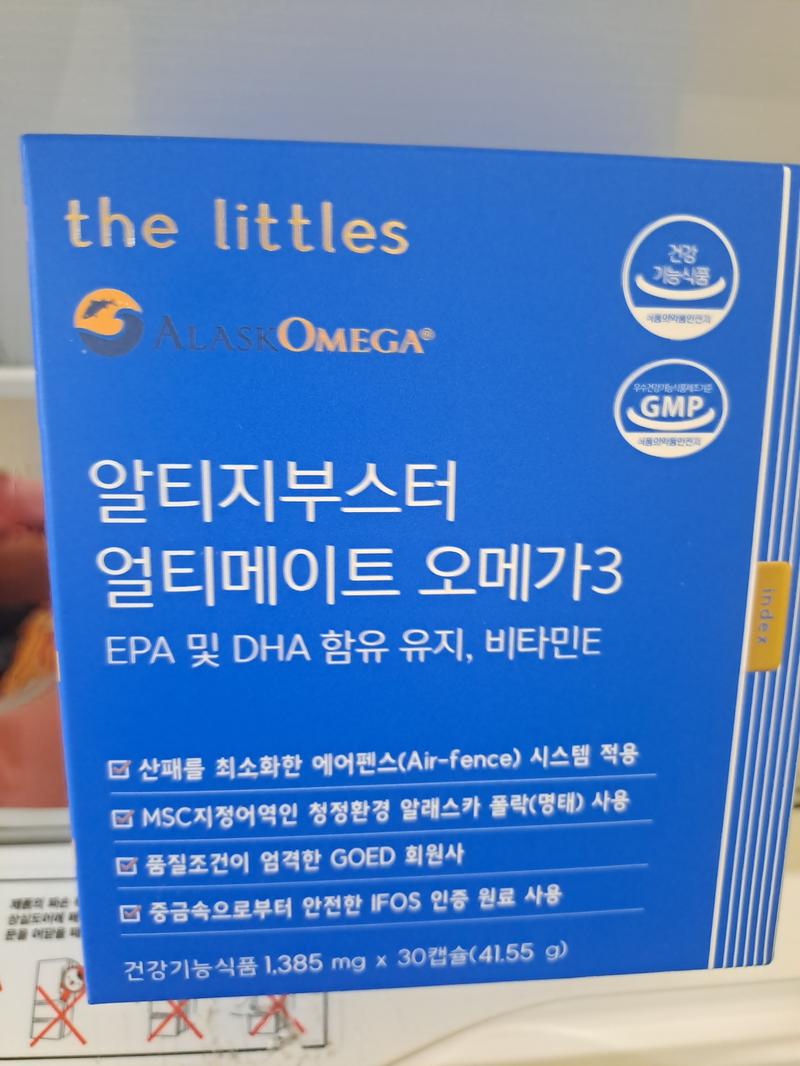 the littles
ALASKOMEGA®
건강
기능식품
식품의약품안전처
우수건강기능식품제조기준
GMP
식품의약품안전처
알티지부스터
얼티메이트 오메가3
EPA 및 DHA 함유 유지, 비타민E
index
산패를 최소화한 에어펜스(Air-fence) 시스템 적용
MSC지정어역인 청정환경 알래스카 폴락(명태) 사용
품질조건이 엄격한 GOED 회원사
중금속으로부터 안전한 IFOS 인증 원료 사용
건강기능식품 1,385 mg x 30캡슐(41.55 g)
제품의 파손